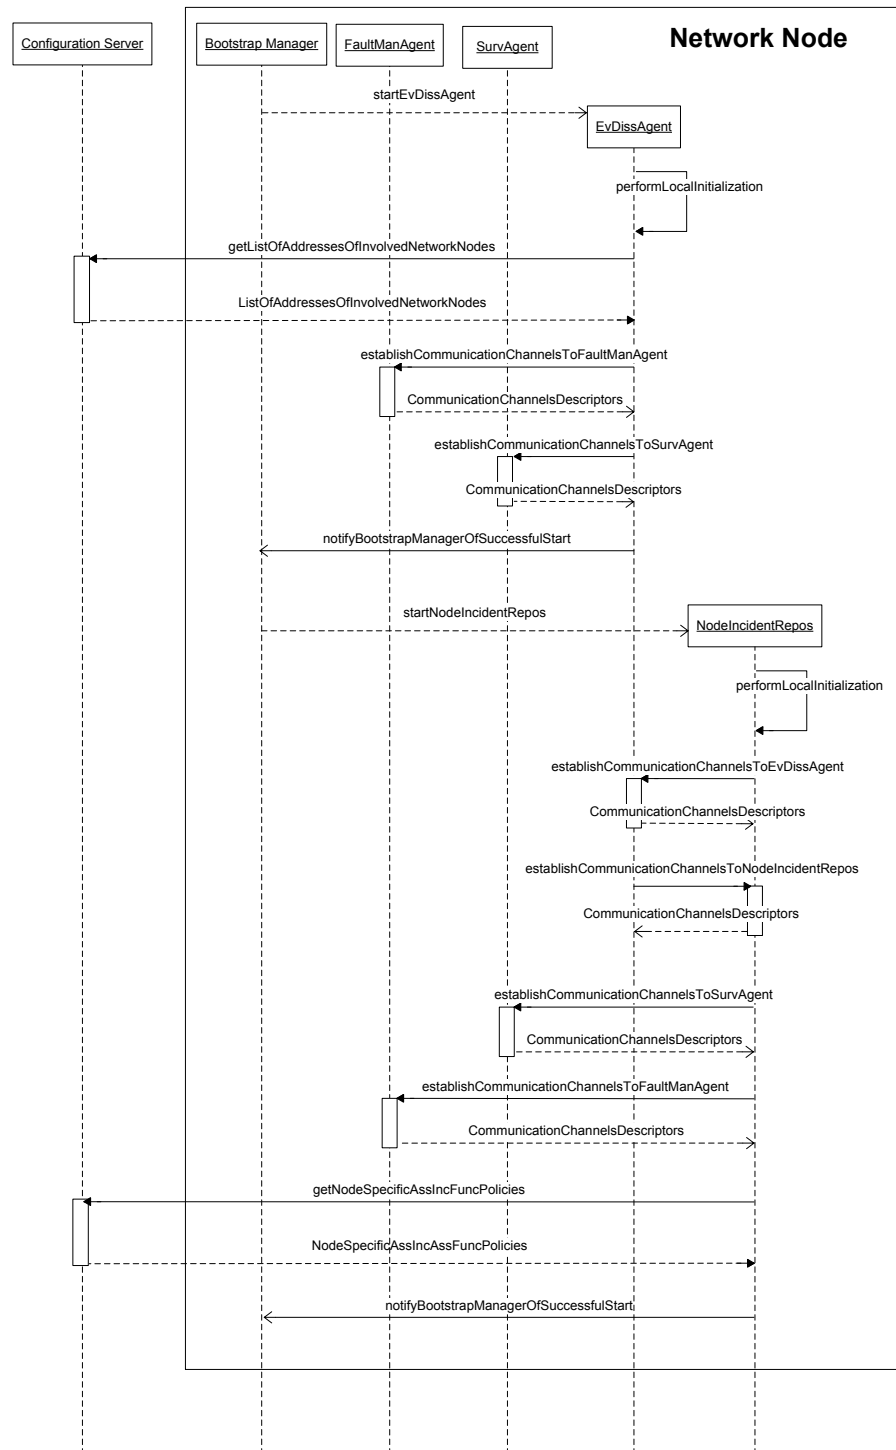 Network Node
Configuration Server
Bootstrap Manager
FaultManAgent
SurvAgent
startEvDissAgent
EvDissAgent
performLocalInitialization
getListOfAddressesOfInvolvedNetworkNodes
ListOfAddressesOfInvolvedNetworkNodes
establishCommunicationChannelsToFaultManAgent
CommunicationChannelsDescriptors
establishCommunicationChannelsToSurvAgent
CommunicationChannelsDescriptors
notifyBootstrapManagerOfSuccessfulStart
startNodeIncidentRepos
NodeIncidentRepos
performLocalInitialization
establishCommunicationChannelsToEvDissAgent
CommunicationChannelsDescriptors
establishCommunicationChannelsToNodeIncidentRepos
CommunicationChannelsDescriptors
establishCommunicationChannelsToSurvAgent
CommunicationChannelsDescriptors
establishCommunicationChannelsToFaultManAgent
CommunicationChannelsDescriptors
getNodeSpecificAssIncFuncPolicies
NodeSpecificAssIncAssFuncPolicies
notifyBootstrapManagerOfSuccessfulStart